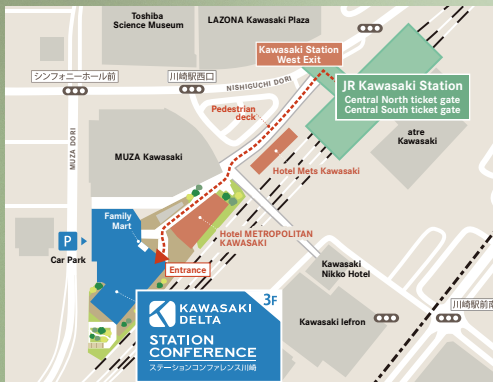 Toshiba
Science Museum
LAZONA Kawasaki Plaza
Kawasaki Station
West Exit
シンフォニーホール前
川崎駅西口
NISHIGUCHI DORI
JR Kawasaki Station
Central North ticket gate
Central South ticket gate
Pedestrian
deck
atre
Kawasaki
MUZA DORI
MUZA Kawasaki
Hotel Mets Kawasaki
Family
Mart
P
Car Park
Hotel METROPOLITAN
KAWASAKI
Entrance
Kawasaki
Nikko Hotel
3F
KAWASAKI
DELTA
STATION
CONFERENCE
ステーションコンファレンス川崎
Kawasaki lefron
川崎駅前南